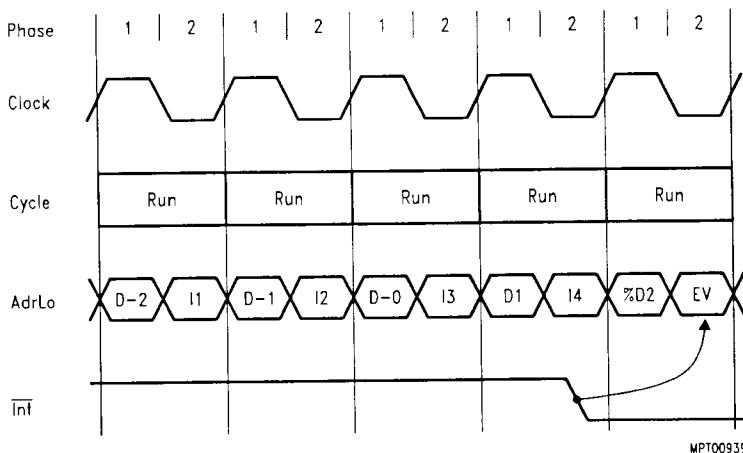 Phase 1 2 1 2 1 2 1 2 1 2
Clock
Cycle Run Run Run Run Run
AdrLo D-2 I1 D-1 I2 D-0 I3 D1 I4 %D2 EV
Int
MPT00939